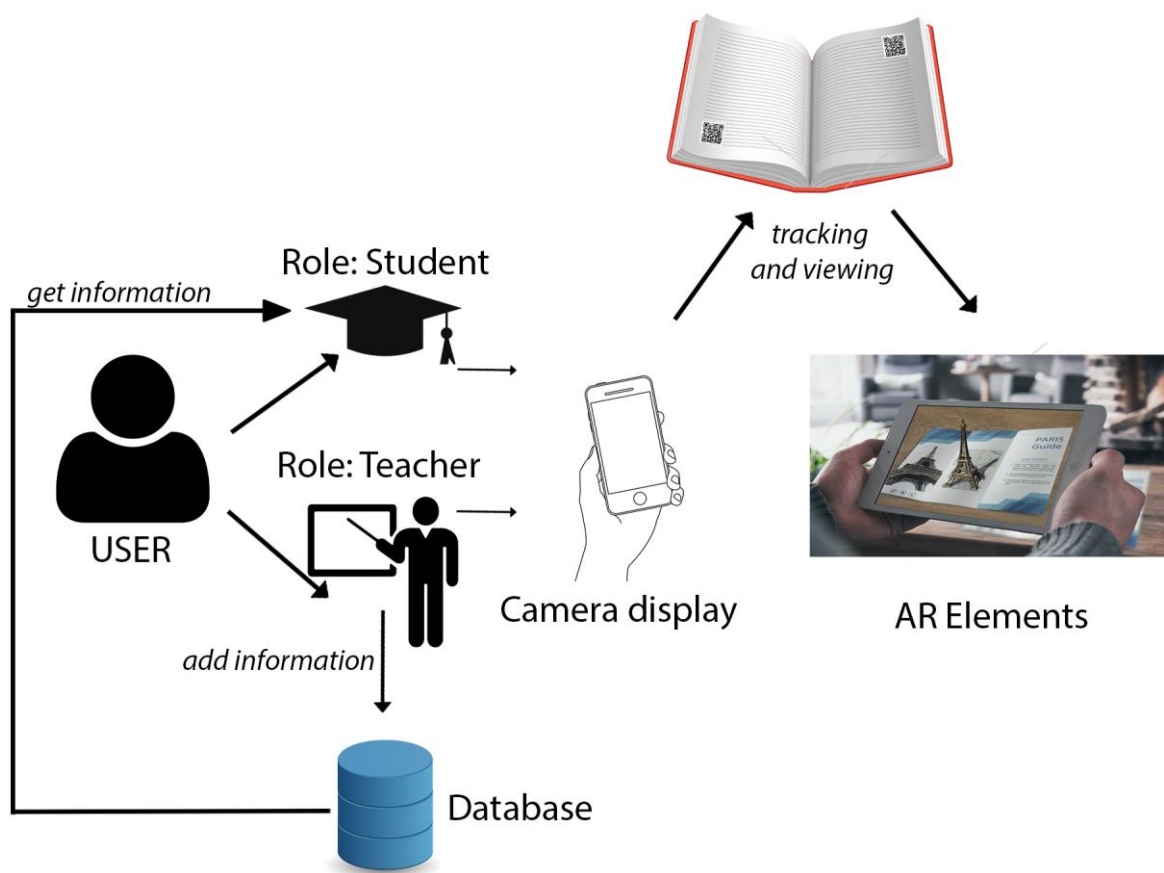 Role: Student
get information
tracking
and viewing
USER
Role: Teacher
add information
Camera display
PARIS
Guide
AR Elements
Database